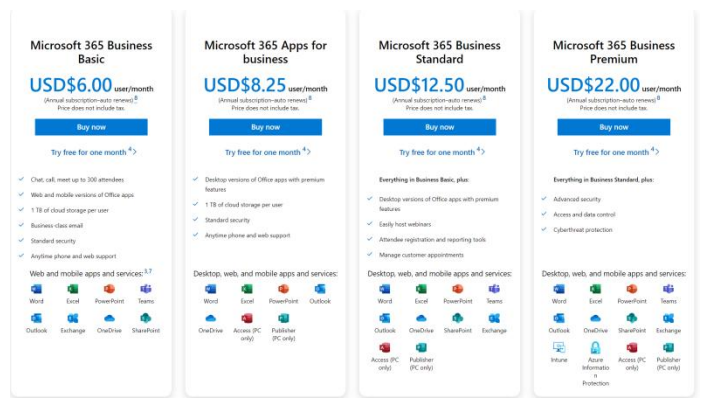 Microsoft 365 Business
Basic
USD$6.00 user/month
(Annual subscription–auto renews) 8
Price does not include tax.
Buy now
Try free for one month 4
Chat, call, meet up to 300 attendees
Web and mobile versions of Office apps
1 TB of cloud storage per user
Business-class email
Standard security
Anytime phone and web support
Web and mobile apps and services: 3,7
Word Excel PowerPoint Teams
Outlook Exchange OneDrive SharePoint
Microsoft 365 Apps for
business
USD$8.25 user/month
(Annual subscription–auto renews) 8
Price does not include tax.
Buy now
Try free for one month 4
Desktop versions of Office apps with premium
features
1 TB of cloud storage per user
Standard security
Anytime phone and web support
Desktop, web, and mobile apps and services:
Word Excel PowerPoint Outlook
OneDrive Access (PC Publisher
only) (PC only)
Microsoft 365 Business
Standard
USD$12.50 user/month
(Annual subscription–auto renews) 8
Price does not include tax.
Buy now
Try free for one month 4
Everything in Business Basic, plus:
Desktop versions of Office apps with premium
features
Easily host webinars
Attendee registration and reporting tools
Manage customer appointments
Desktop, web, and mobile apps and services:
Word Excel PowerPoint Teams
Outlook OneDrive SharePoint Exchange
Access (PC Publisher
only) (PC only)
Microsoft 365 Business
Premium
USD$22.00 user/month
(Annual subscription–auto renews) 8
Price does not include tax.
Buy now
Try free for one month 4
Everything in Business Standard, plus:
Advanced security
Access and data control
Cyberthreat protection
Desktop, web, and mobile apps and services:
Word Excel PowerPoint Teams
Outlook OneDrive SharePoint Exchange
Intune Azure Access (PC Publisher
Informatio only) (PC only)
n
Protection